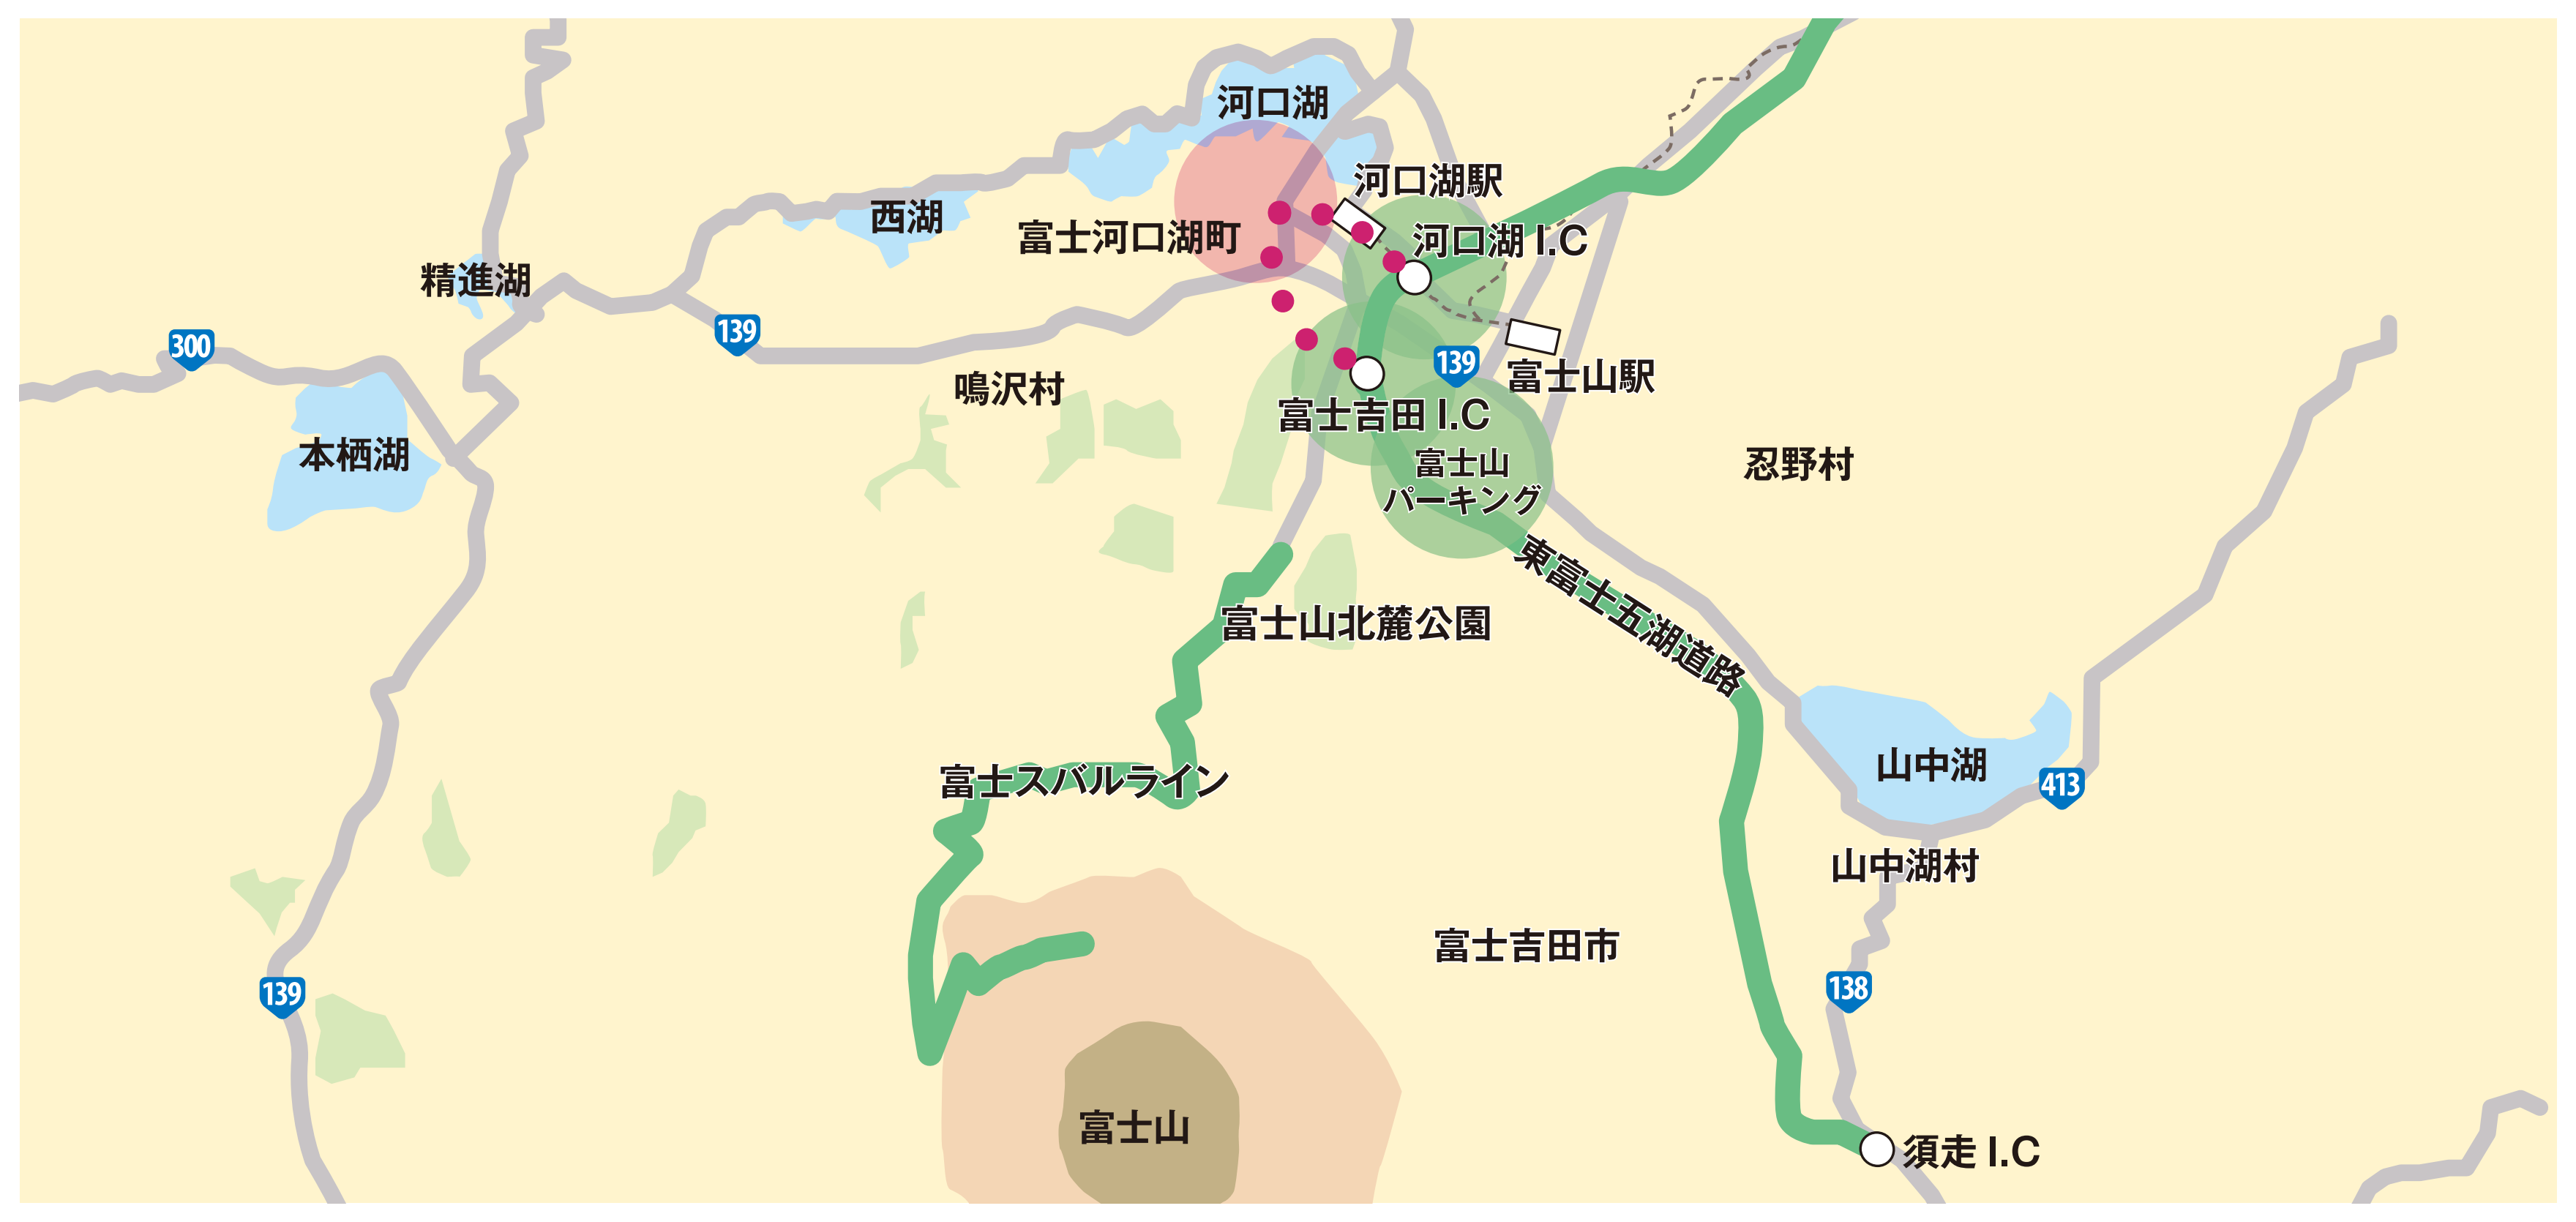 河口湖
河口湖駅
西湖
富士河口湖町
河口湖 I.C
精進湖
139
300
139
富士山駅
鳴沢村
富士吉田 I.C
本栖湖
富士山
パーキング
忍野村
東富士五湖道路
富士山北麓公園
山中湖
富士スバルライン
413
山中湖村
富士吉田市
139
138
富士山
須走 I.C